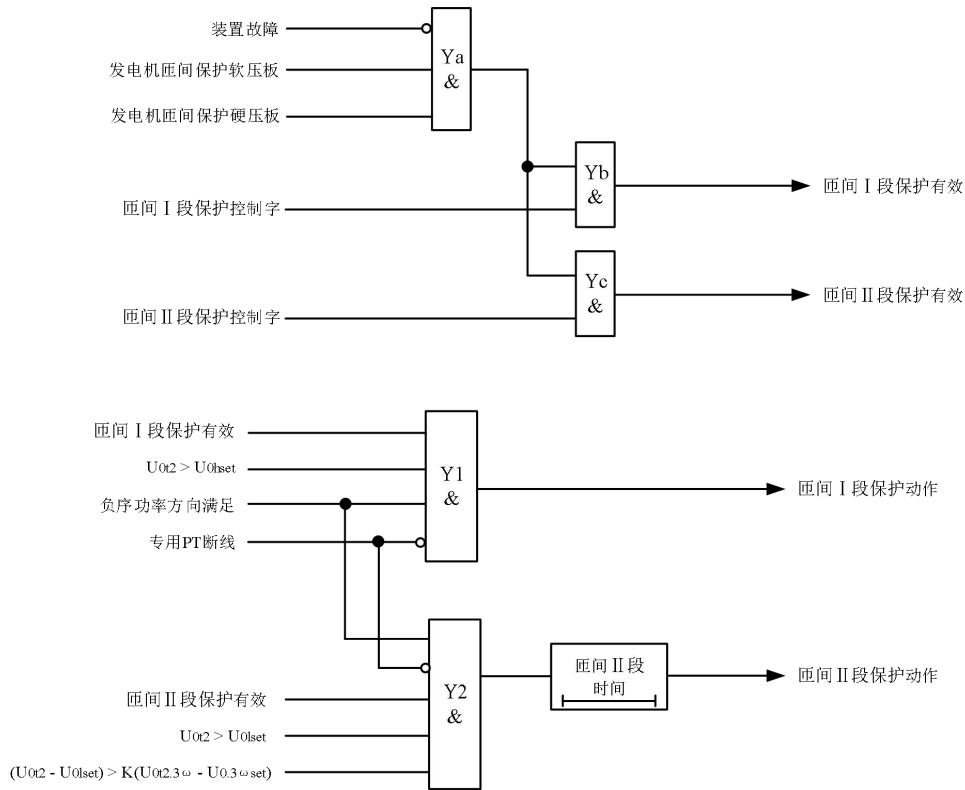 装置故障
发电机匝间保护软压板
发电机匝间保护硬压板
Ya
&
匝间Ⅰ段保护控制字
Yb
&
匝间Ⅰ段保护有效
匝间Ⅱ段保护控制字
Yc
&
匝间Ⅱ段保护有效
匝间Ⅰ段保护有效
U0t2 > U0hset
负序功率方向满足
专用PT断线
Y1
&
匝间Ⅰ段保护动作
匝间Ⅱ段保护有效
U0t2 > U0lset
(U0t2 - U0lset) > K(U0t2.3ω - U0.3ωset)
Y2
&
匝间Ⅱ段
时间
匝间Ⅱ段保护动作